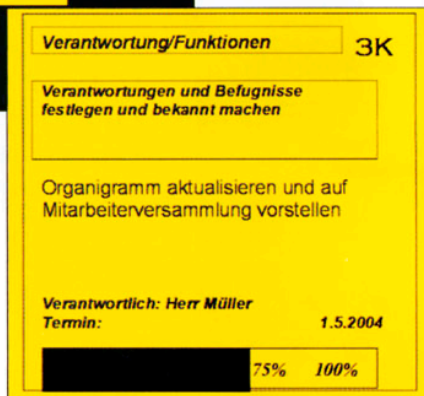 Verantwortung/Funktionen 3K
Verantwortungen und Befugnisse
festlegen und bekannt machen
Organigramm aktualisieren und auf
Mitarbeiterversammlung vorstellen
Verantwortlich: Herr Müller
Termin: 1.5.2004
75% 100%